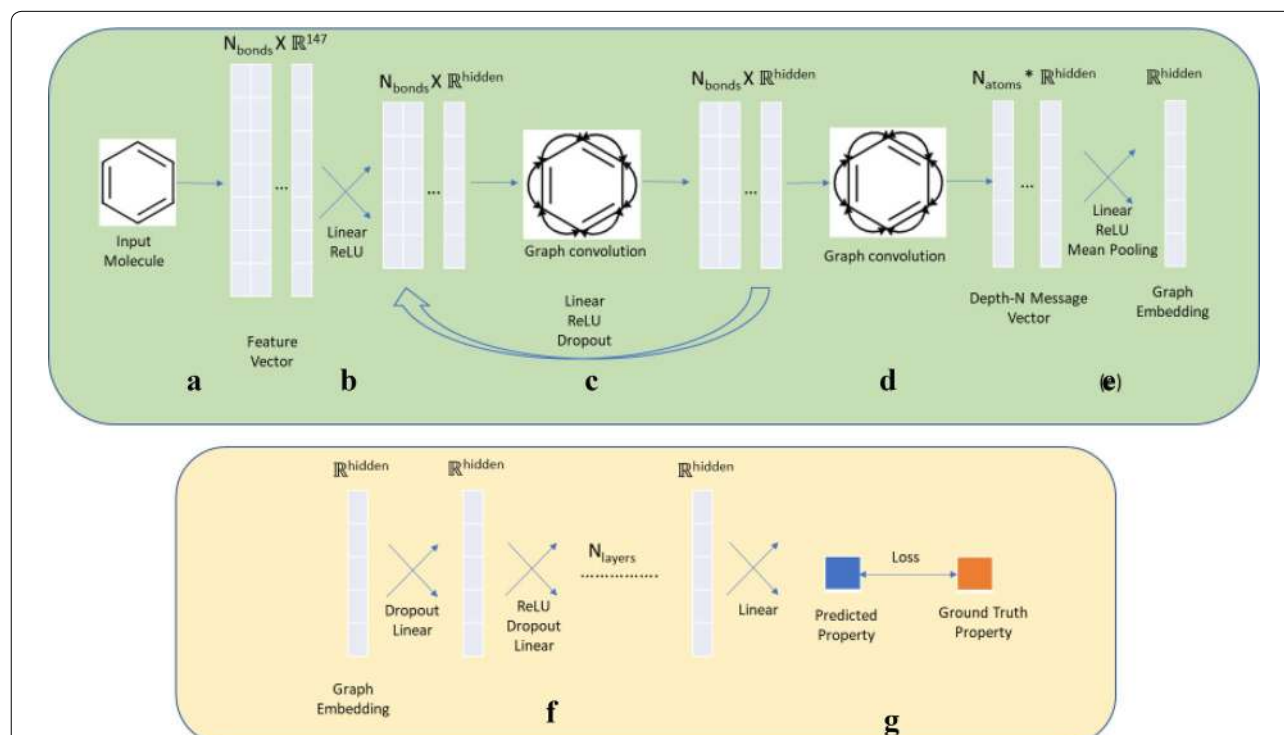 N_bonds X ℝ^147
N_bonds X ℝ^hidden
N_bonds X ℝ^hidden
N_atoms * ℝ^hidden
ℝ^hidden
...
...
...
...
Input
Molecule
Linear
ReLU
Graph convolution
Graph convolution
Linear
ReLU
Mean Pooling
Feature
Vector
Linear
ReLU
Dropout
Depth-N Message
Vector
Graph
Embedding
a
b
c
d
(e)
ℝ^hidden
ℝ^hidden
ℝ^hidden
Dropout
Linear
ReLU
Dropout
Linear
N_layers
...............
Linear
Loss
Predicted
Property
Ground Truth
Property
Graph
Embedding
f
g